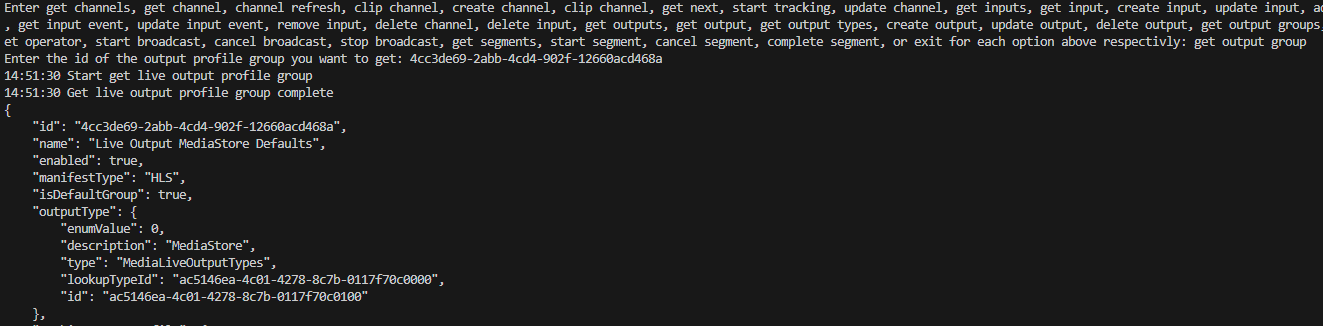 Enter get channels, get channel, channel refresh, clip channel, create channel, clip channel, get next, start tracking, update channel, get inputs, get input, create input, update input,
, get input event, update input event, remove input, delete channel, delete input, get outputs, get output, get output types, create output, update output, delete output, get output groups,
et operator, start broadcast, cancel broadcast, stop broadcast, get segments, start segment, cancel segment, complete segment, or exit for each option above respectivly: get output group
Enter the id of the output profile group you want to get: 4cc3de69-2abb-4cd4-902f-12660acd468a
14:51:30 Start get live output profile group
14:51:30 Get live output profile group complete
{
"id": "4cc3de69-2abb-4cd4-902f-12660acd468a",
"name": "Live Output MediaStore Defaults",
"enabled": true,
"manifestType": "HLS",
"isDefaultGroup": true,
"outputType": {
"enumValue": 0,
"description": "MediaStore",
"type": "MediaLiveOutputTypes",
"lookupTypeId": "ac5146ea-4c01-4278-8c7b-0117f70c0000",
"id": "ac5146ea-4c01-4278-8c7b-0117f70c0100"
},